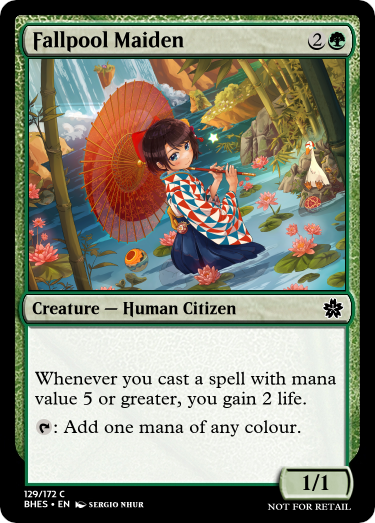 Fallpool Maiden 2
Creature — Human Citizen
Whenever you cast a spell with mana
value 5 or greater, you gain 2 life.
: Add one mana of any colour.
1/1
129/172 C
BHES • EN SERGIO NHUR
NOT FOR RETAIL